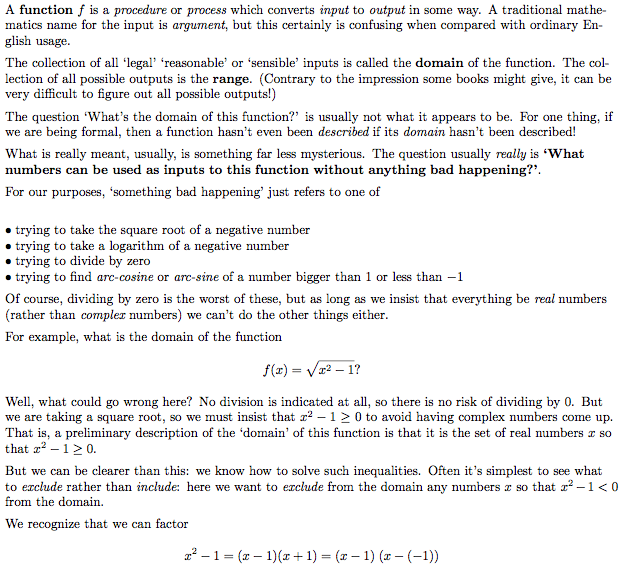 A function f is a procedure or process which converts input to output in some way. A traditional mathe-
matics name for the input is argument, but this certainly is confusing when compared with ordinary En-
glish usage.
The collection of all ‘legal’ ‘reasonable’ or ‘sensible’ inputs is called the domain of the function. The col-
lection of all possible outputs is the range. (Contrary to the impression some books might give, it can be
very difficult to figure out all possible outputs!)
The question ‘What's the domain of this function?’ is usually not what it appears to be. For one thing, if
we are being formal, then a function hasn't even been described if its domain hasn't been described!
What is really meant, usually, is something far less mysterious. The question usually really is ‘What
numbers can be used as inputs to this function without anything bad happening?’.
For our purposes, ‘something bad happening’ just refers to one of
• trying to take the square root of a negative number
• trying to take a logarithm of a negative number
• trying to divide by zero
• trying to find arc-cosine or arc-sine of a number bigger than 1 or less than −1
Of course, dividing by zero is the worst of these, but as long as we insist that everything be real numbers
(rather than complex numbers) we can't do the other things either.
For example, what is the domain of the function
f(x) = √(x² − 1)?
Well, what could go wrong here? No division is indicated at all, so there is no risk of dividing by 0. But
we are taking a square root, so we must insist that x² − 1 ≥ 0 to avoid having complex numbers come up.
That is, a preliminary description of the ‘domain’ of this function is that it is the set of real numbers x so
that x² − 1 ≥ 0.
But we can be clearer than this: we know how to solve such inequalities. Often it's simplest to see what
to exclude rather than include: here we want to exclude from the domain any numbers x so that x² − 1 < 0
from the domain.
We recognize that we can factor
x² − 1 = (x − 1)(x + 1) = (x − 1) (x − (−1))